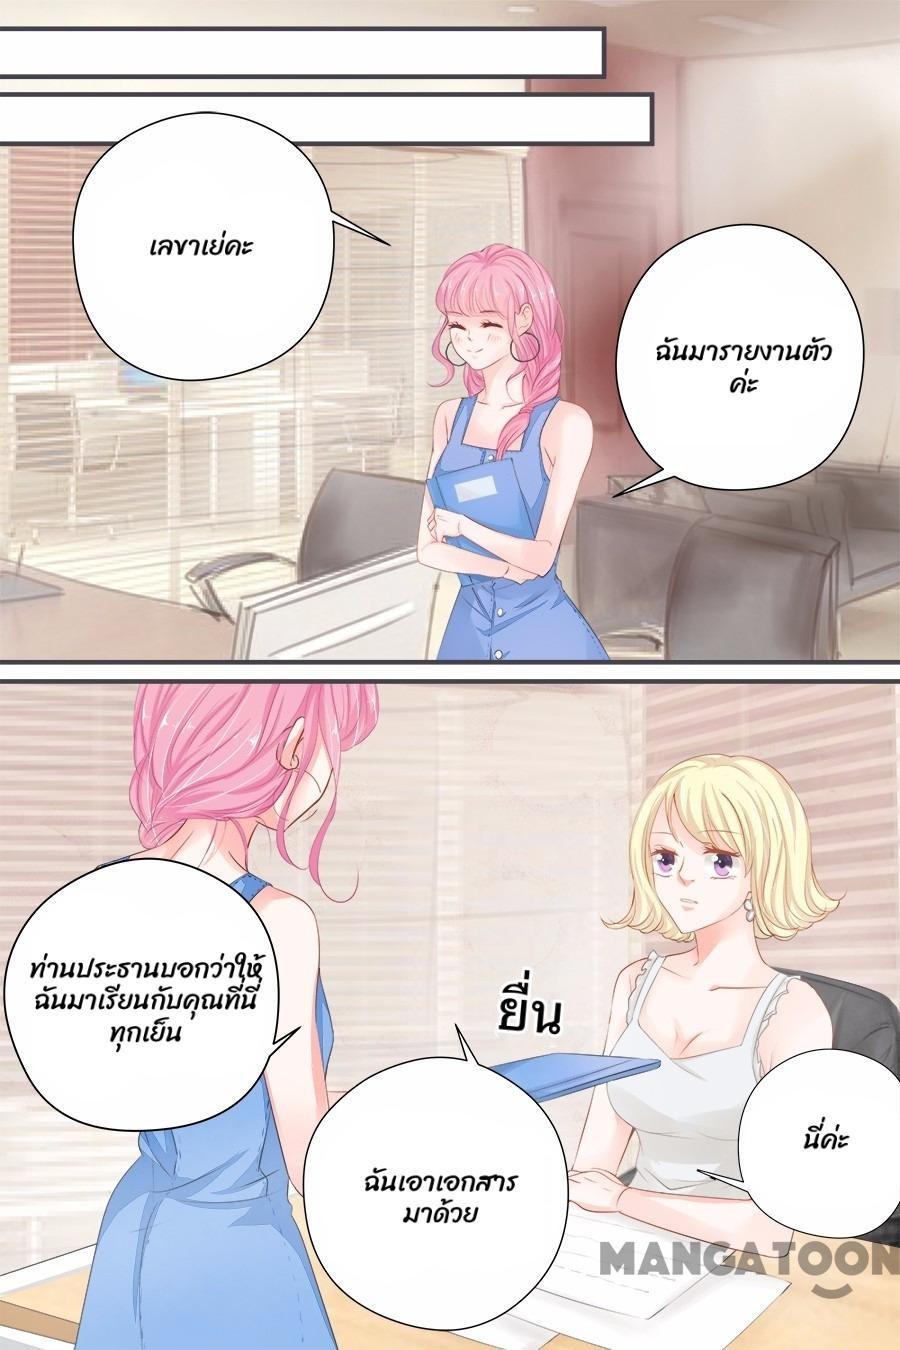 เลขาเย่คะ
ฉันมารายงานตัว
ค่ะ
ท่านประธานบอกว่าให้
ฉันมาเรียนกับคุณที่นี่
ทุกเย็น
ยื่น
ฉันเอาเอกสาร
มาด้วย
นี่ค่ะ
MANGATOON